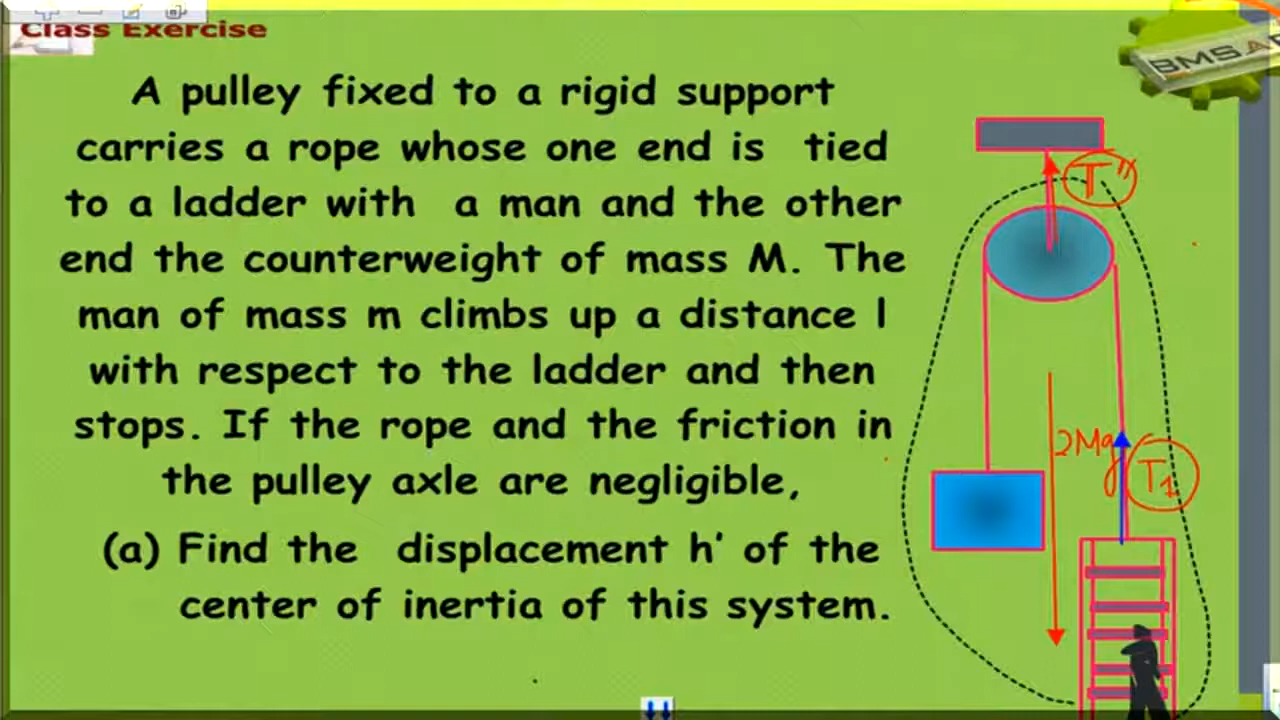 Class Exercise
A pulley fixed to a rigid support
carries a rope whose one end is tied
to a ladder with a man and the other
end the counterweight of mass M. The
man of mass m climbs up a distance l
with respect to the ladder and then
stops. If the rope and the friction in
the pulley axle are negligible,
(a) Find the displacement h’ of the
center of inertia of this system.
T"
2Mg
T1